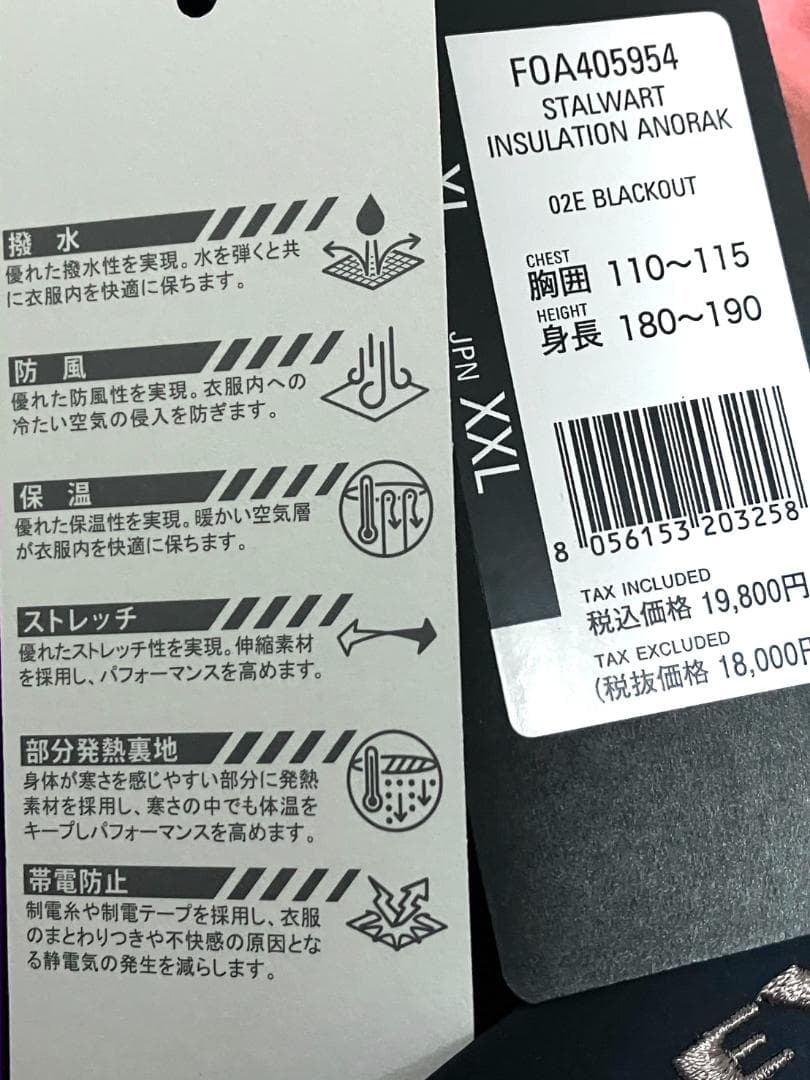 撥 水
優れた撥水性を実現。水を弾くと共
に衣服内を快適に保ちます。
防 風
優れた防風性を実現。衣服内への
冷たい空気の侵入を防ぎます。
保 温
優れた保温性を実現。暖かい空気層
が衣服内を快適に保ちます。
ストレッチ
優れたストレッチ性を実現。伸縮素材
を採用し、パフォーマンスを高めます。
部分発熱裏地
身体が寒さを感じやすい部分に発熱
素材を採用し、寒さの中でも体温を
キープしパフォーマンスを高めます。
帯電防止
制電糸や制電テープを採用し、衣服
のまとわりつきや不快感の原因とな
る静電気の発生を減らします。
XL
JPN XXL
FOA405954
STALWART
INSULATION ANORAK
02E BLACKOUT
CHEST
胸囲 110～115
HEIGHT
身長 180～190
8 056153 203258
TAX INCLUDED
税込価格 19,800円
TAX EXCLUDED
(税抜価格 18,000円
E